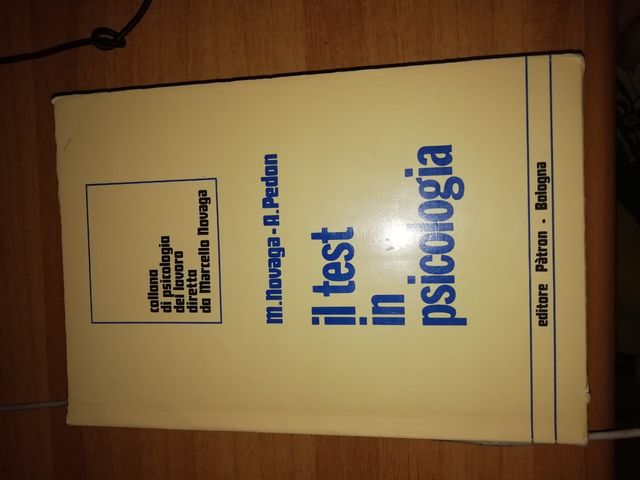 collana
di psicologia
del lavoro
diretta
da Marcello Novaga
m.novaga-A.Pedon
il test
in
psicologia
editore Pàtron - Bologna